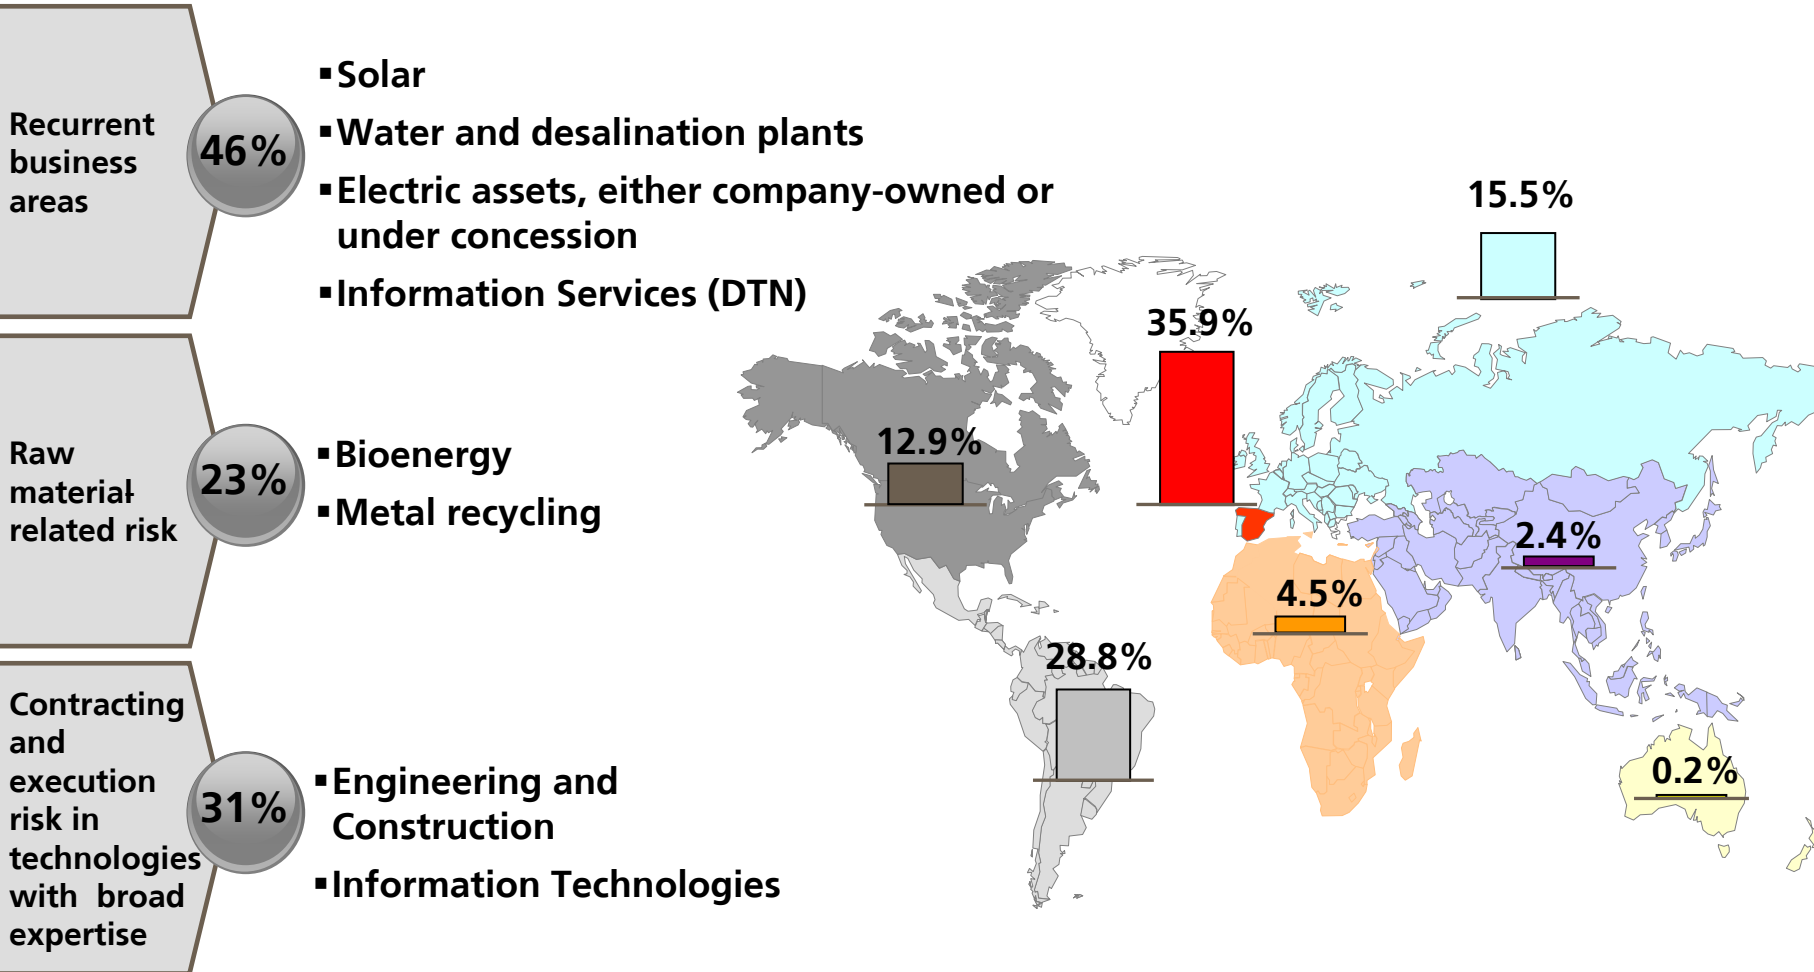 Recurrent
business
areas
46%
▪Solar
▪Water and desalination plants
▪Electric assets, either company-owned or
under concession
▪Information Services (DTN)
Raw
material-
related risk
23%
▪Bioenergy
▪Metal recycling
Contracting
and
execution
risk in
technologies
with broad
expertise
31%
▪Engineering and
Construction
▪Information Technologies
15.5%
35.9%
12.9%
2.4%
4.5%
28.8%
0.2%